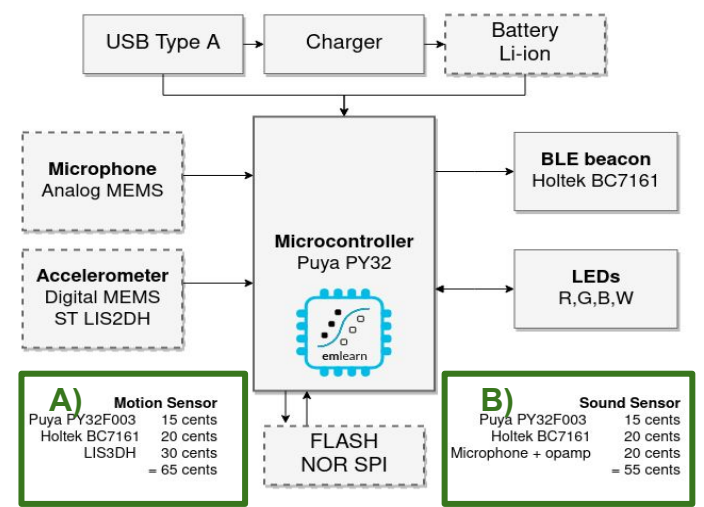 USB Type A
Charger
Battery
Li-ion
Microphone
Analog MEMS
BLE beacon
Holtek BC7161
Microcontroller
Puya PY32
emlearn
Accelerometer
Digital MEMS
ST LIS2DH
LEDs
R,G,B,W
A)
Motion Sensor
Puya PY32F003 15 cents
Holtek BC7161 20 cents
LIS3DH 30 cents
= 65 cents
FLASH
NOR SPI
B)
Sound Sensor
Puya PY32F003 15 cents
Holtek BC7161 20 cents
Microphone + opamp 20 cents
= 55 cents